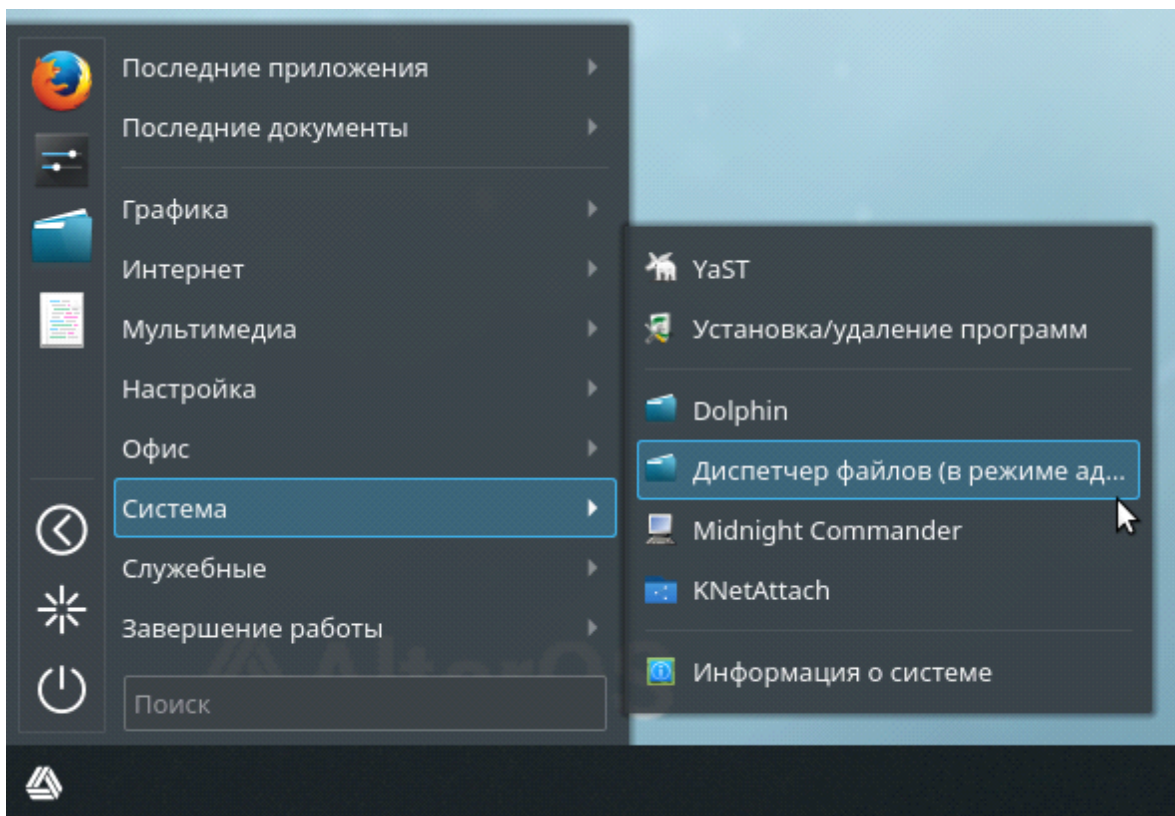 Последние приложения
Последние документы
Графика
Интернет
Мультимедиа
Настройка
Офис
Система
Служебные
Завершение работы
Поиск
YaST
Установка/удаление программ
Dolphin
Диспетчер файлов (в режиме ад...
Midnight Commander
KNetAttach
Информация о системе
AlterOS